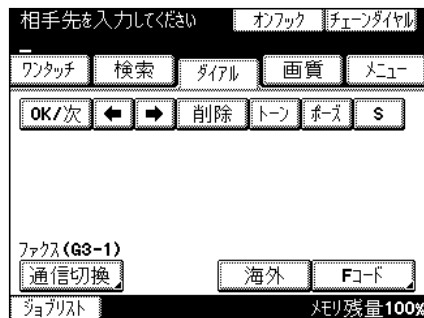 相手先を入力してください オンフック チェーンダイヤル
ワンタッチ 検索 ダイアル 画質 メニュー
OK/次 ← → 削除 トーン ポーズ S
ファクス(G3-1)
通信切換 海外 Fコード
ジョブリスト メモリ残量100%